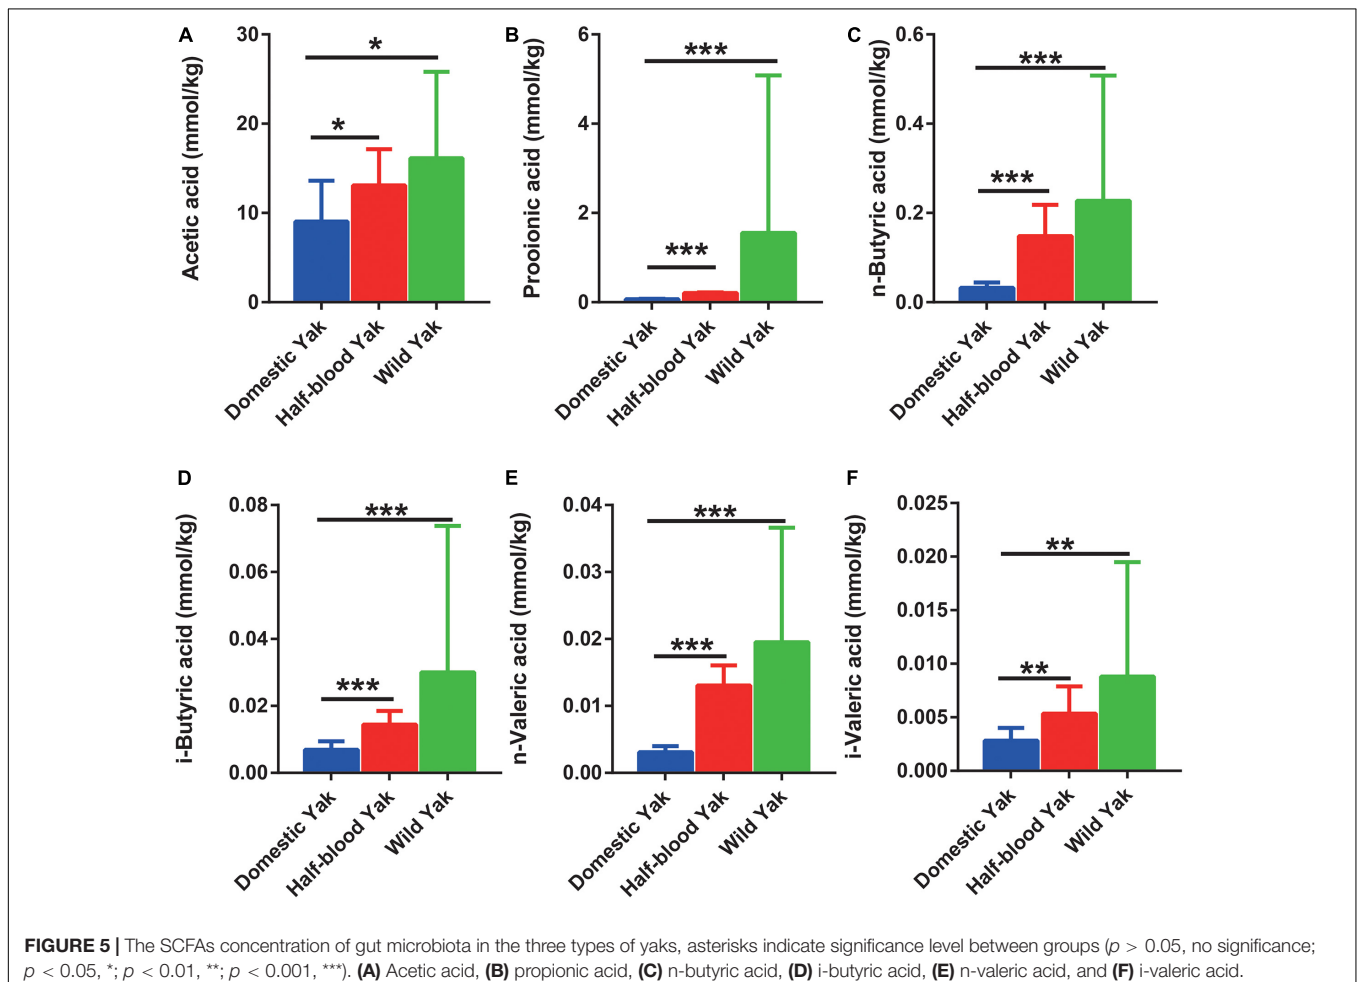 A
Acetic acid (mmol/kg)
30
20
10
0
*
*
Domestic Yak
Half-blood Yak
Wild Yak
B
Prooionic acid (mmol/kg)
6
4
2
0
***
***
Domestic Yak
Half-blood Yak
Wild Yak
C
n-Butyric acid (mmol/kg)
0.6
0.4
0.2
0.0
***
***
Domestic Yak
Half-blood Yak
Wild Yak
D
i-Butyric acid (mmol/kg)
0.08
0.06
0.04
0.02
0.00
***
***
Domestic Yak
Half-blood Yak
Wild Yak
E
n-Valeric acid (mmol/kg)
0.04
0.03
0.02
0.01
0.00
***
***
Domestic Yak
Half-blood Yak
Wild Yak
F
i-Valeric acid (mmol/kg)
0.025
0.020
0.015
0.010
0.005
0.000
**
**
Domestic Yak
Half-blood Yak
Wild Yak
FIGURE 5 | The SCFAs concentration of gut microbiota in the three types of yaks, asterisks indicate significance level between groups (p > 0.05, no significance;
p < 0.05, *; p < 0.01, **; p < 0.001, ***). (A) Acetic acid, (B) propionic acid, (C) n-butyric acid, (D) i-butyric acid, (E) n-valeric acid, and (F) i-valeric acid.